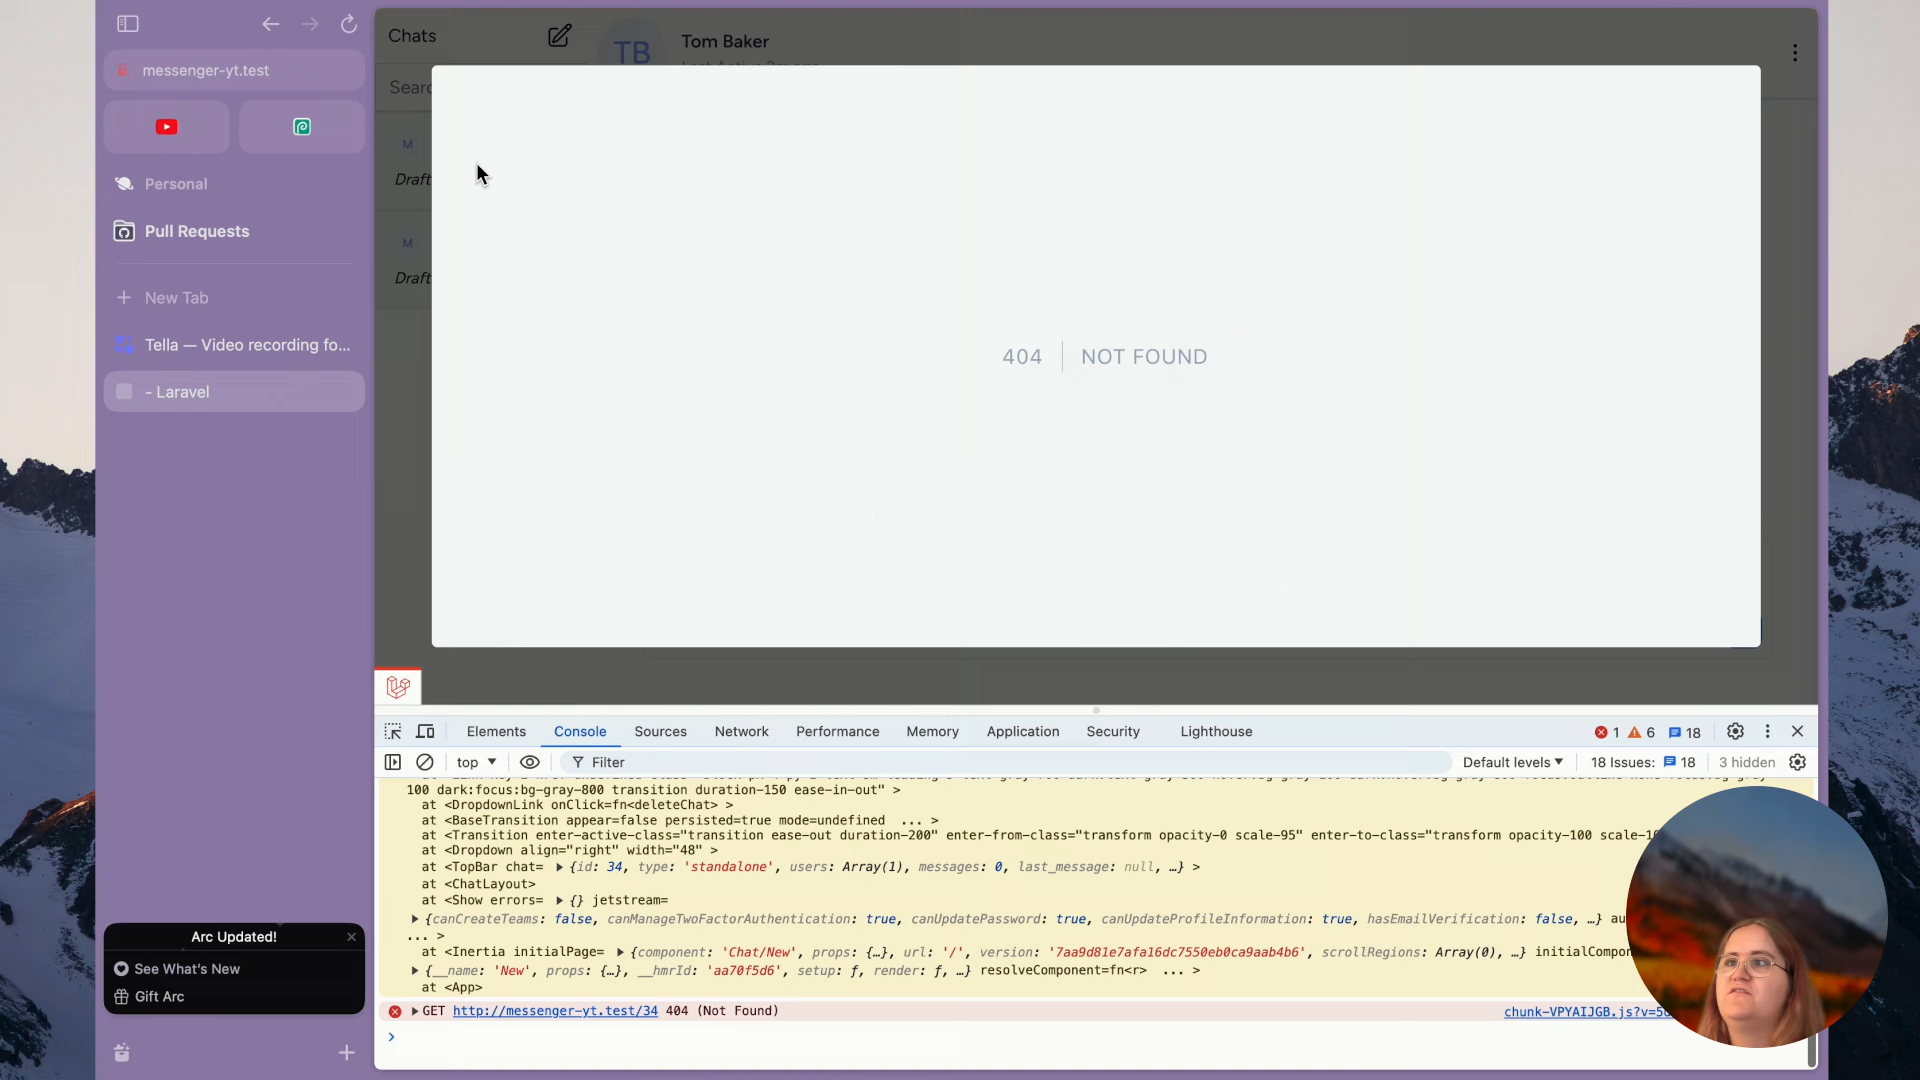 messenger-yt.test
Personal
Pull Requests
New Tab
Tella — Video recording fo...
- Laravel
Arc Updated!
See What's New
Gift Arc
Chats
TB
Tom Baker
Sear
M
Draft
M
Draft
404
NOT FOUND
Elements
Console
Sources
Network
Performance
Memory
Application
Security
Lighthouse
1
6
18
top
Filter
Default levels
18 Issues:
18
3 hidden
100 dark:focus:bg-gray-800 transition duration-150 ease-in-out" >
at <DropdownLink onClick=fn<deleteChat> >
at <BaseTransition appear=false persisted=true mode=undefined ... >
at <Transition enter-active-class="transition ease-out duration-200" enter-from-class="transform opacity-0 scale-95" enter-to-class="transform opacity-100 scale-1
at <Dropdown align="right" width="48" >
at <TopBar chat= {id: 34, type: 'standalone', users: Array(1), messages: 0, last_message: null, …} >
at <ChatLayout>
at <Show errors= {} jetstream=
{canCreateTeams: false, canManageTwoFactorAuthentication: true, canUpdatePassword: true, canUpdateProfileInformation: true, hasEmailVerification: false, …} au
... >
at <Inertia initialPage= {component: 'Chat/New', props: {…}, url: '/', version: '7aa9d81e7afa16dc7550eb0ca9aab4b6', scrollRegions: Array(0), …} initialCompon
{__name: 'New', props: {…}, __hmrId: 'aa70f5d6', setup: ƒ, render: ƒ, …} resolveComponent=fn<r> ... >
at <App>
GET http://messenger-yt.test/34 404 (Not Found)
chunk-VPYAIJGB.js?v=5